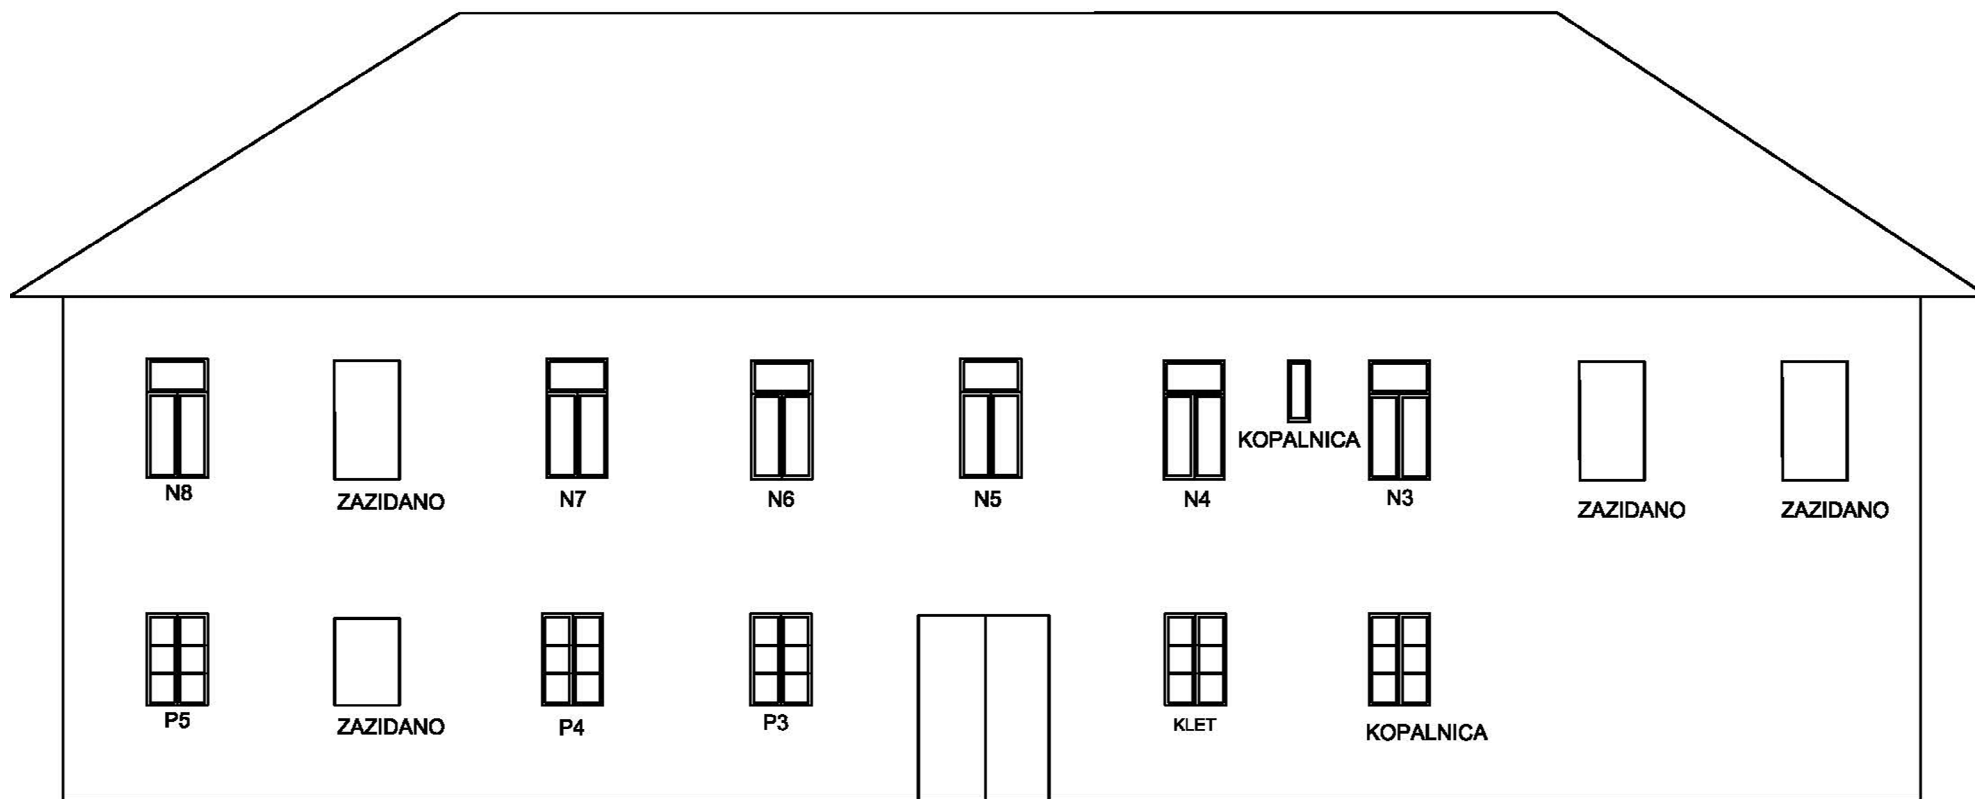 N8
ZAZIDANO
N7
N6
N5
N4
KOPALNICA
N3
ZAZIDANO
ZAZIDANO
P5
ZAZIDANO
P4
P3
KLET
KOPALNICA